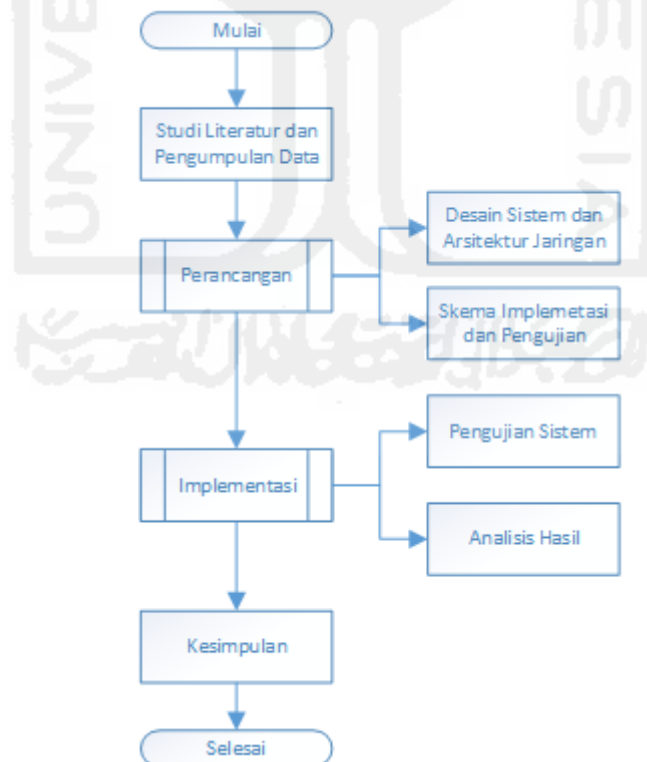 Mulai
Studi Literatur dan
Pengumpulan Data
Perancangan
Desain Sistem dan
Arsitektur Jaringan
Skema Implemetasi
dan Pengujian
Implementasi
Pengujian Sistem
Analisis Hasil
Kesimpulan
Selesai